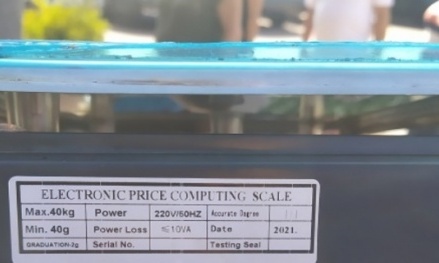 ELECTRONIC PRICE COMPUTING SCALE
Max.40kg Power 220V/60HZ Accurate Degree
Min. 40g Power Loss ≤10VA Date 2021.
GRADUATION:2g Serial No. Testing Seal